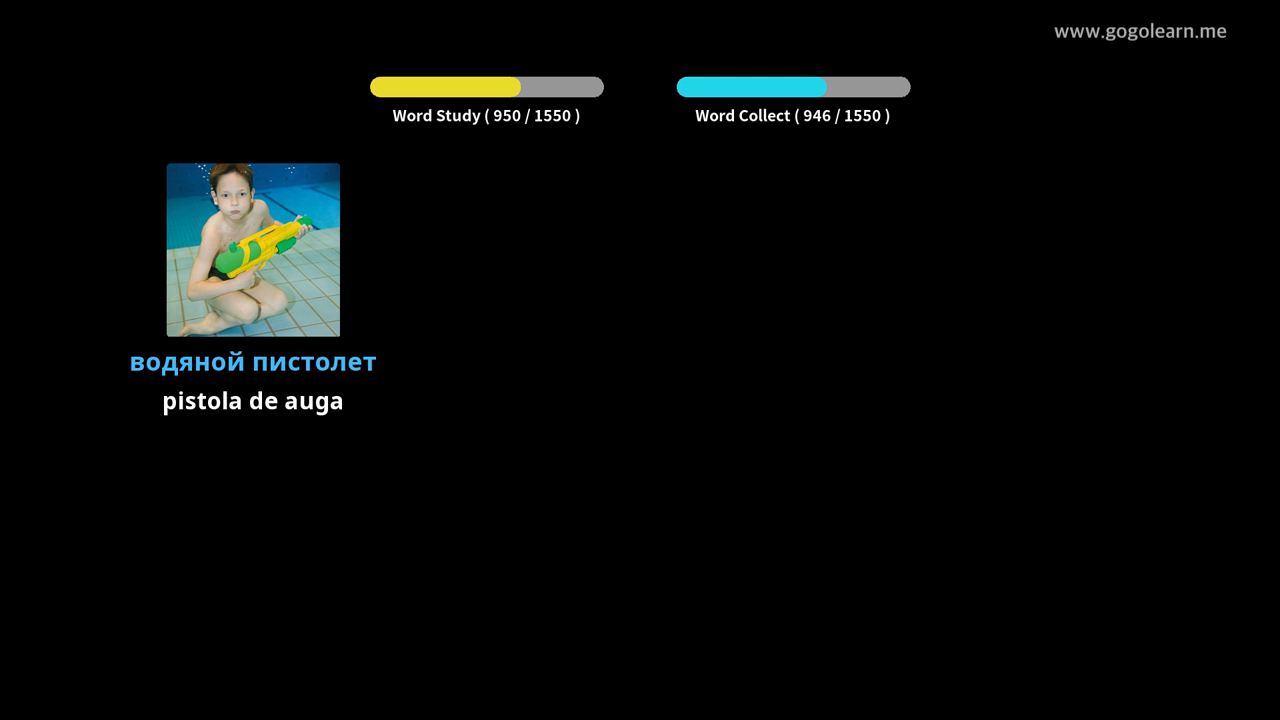 www.gogolearn.me
Word Study ( 950 / 1550 )
Word Collect ( 946 / 1550 )
водяной пистолет
pistola de auga